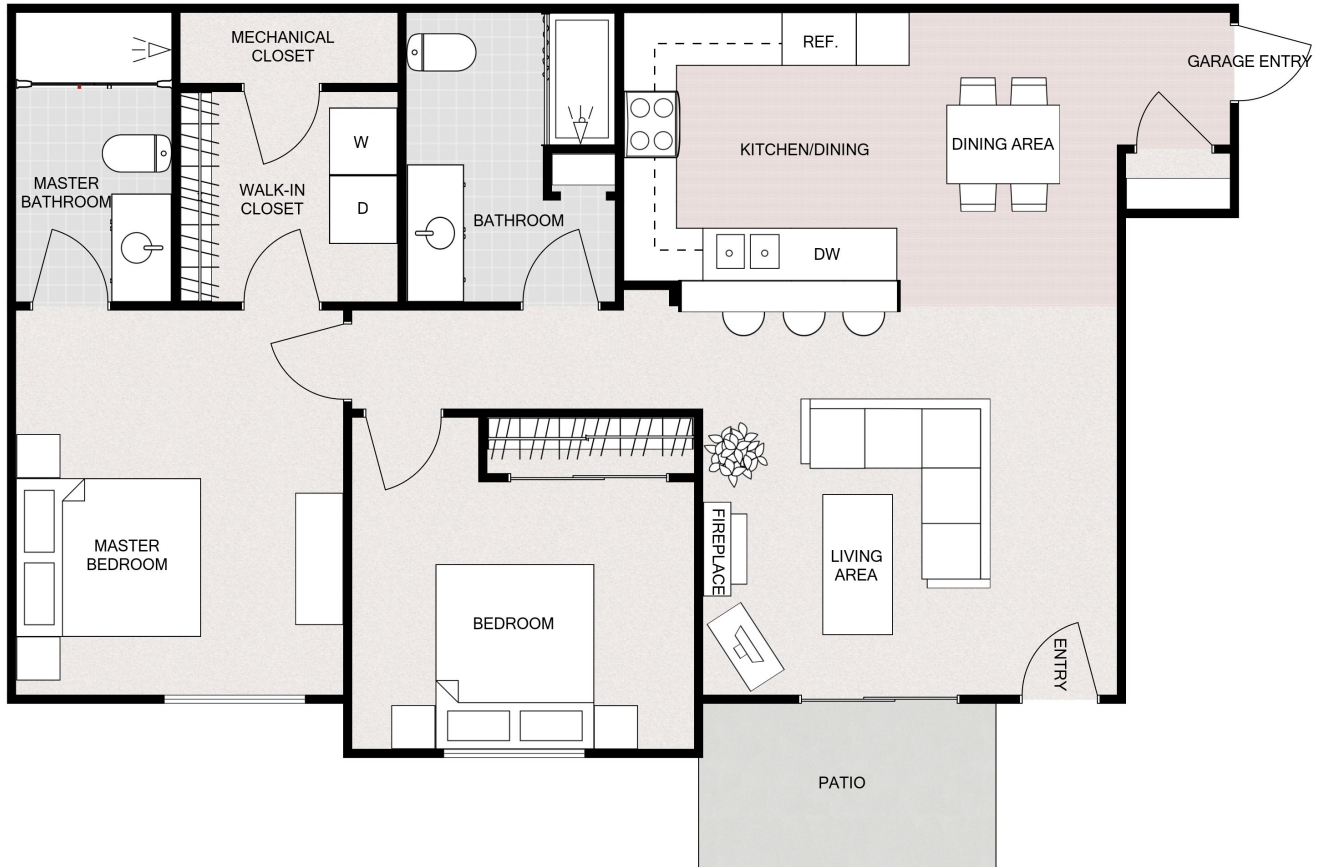 MECHANICAL
CLOSET
REF.
GARAGE ENTRY
W
KITCHEN/DINING
DINING AREA
MASTER
BATHROOM
WALK-IN
CLOSET
D
BATHROOM
DW
MASTER
BEDROOM
FIREPLACE
LIVING
AREA
BEDROOM
ENTRY
PATIO